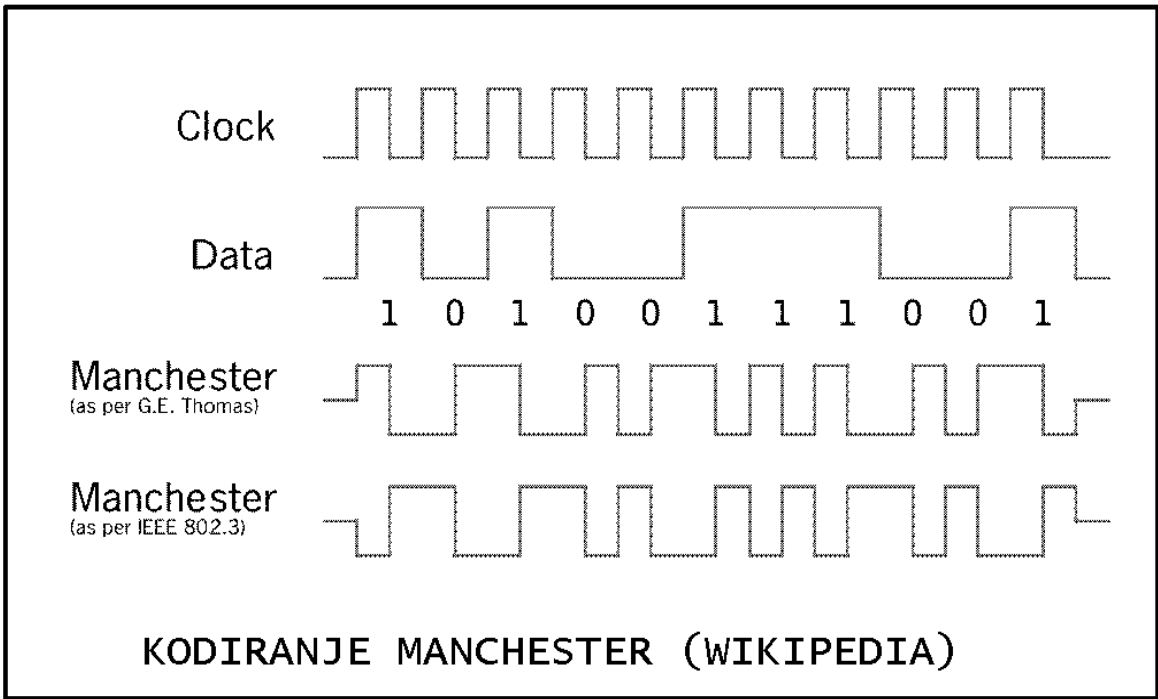 Clock
Data
1 0 1 0 0 1 1 1 0 0 1
Manchester
(as per G.E. Thomas)
Manchester
(as per IEEE 802.3)
KODIRANJE MANCHESTER (WIKIPEDIA)